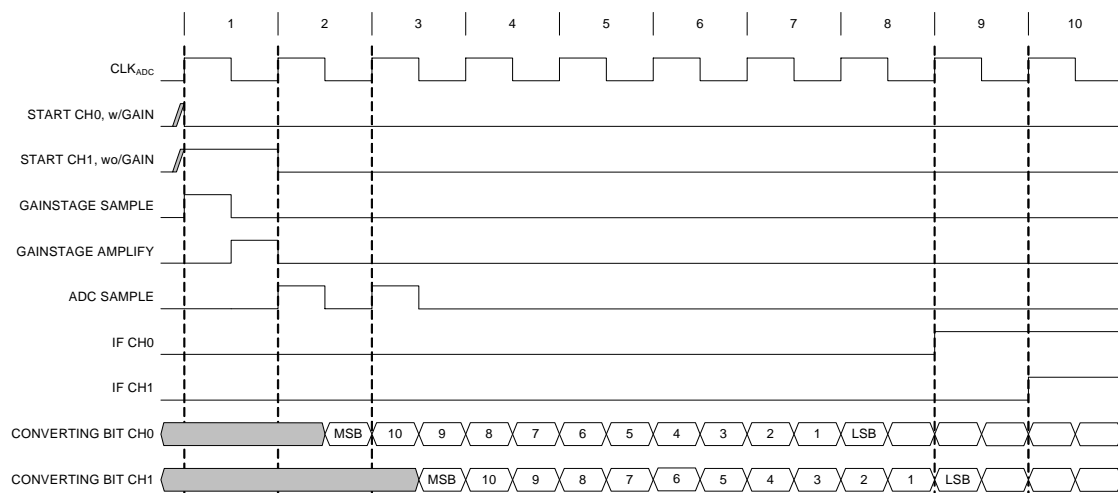 1 2 3 4 5 6 7 8 9 10
CLKADC
START CH0, w/GAIN
START CH1, wo/GAIN
GAINSTAGE SAMPLE
GAINSTAGE AMPLIFY
ADC SAMPLE
IF CH0
IF CH1
CONVERTING BIT CH0 MSB 10 9 8 7 6 5 4 3 2 1 LSB
CONVERTING BIT CH1 MSB 10 9 8 7 6 5 4 3 2 1 LSB